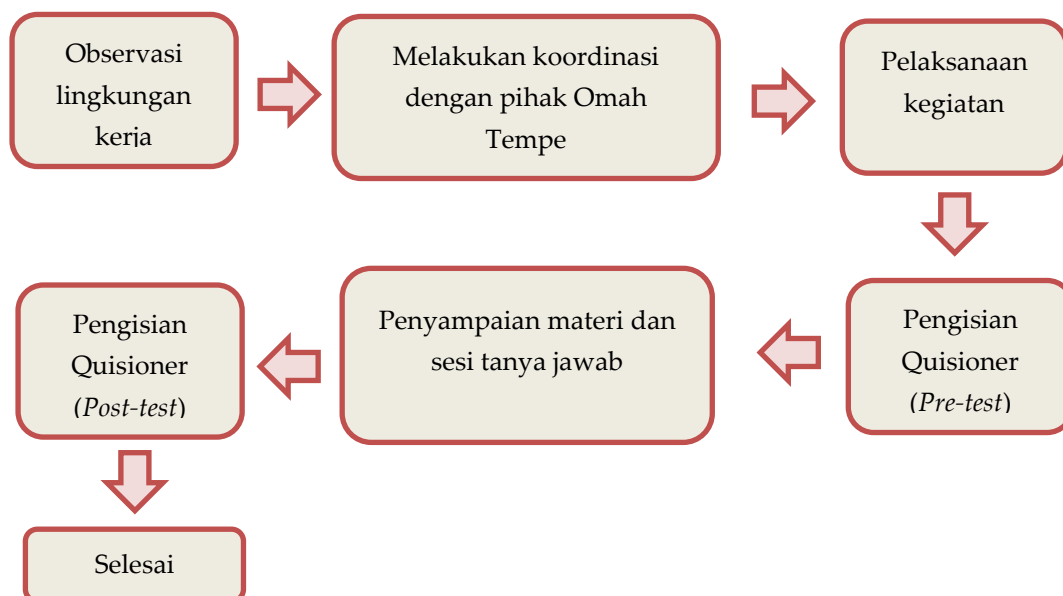 Observasi
lingkungan
kerja
Melakukan koordinasi
dengan pihak Omah
Tempe
Pelaksanaan
kegiatan
Pengisian
Quisioner
(Pre-test)
Penyampaian materi dan
sesi tanya jawab
Pengisian
Quisioner
(Post-test)
Selesai